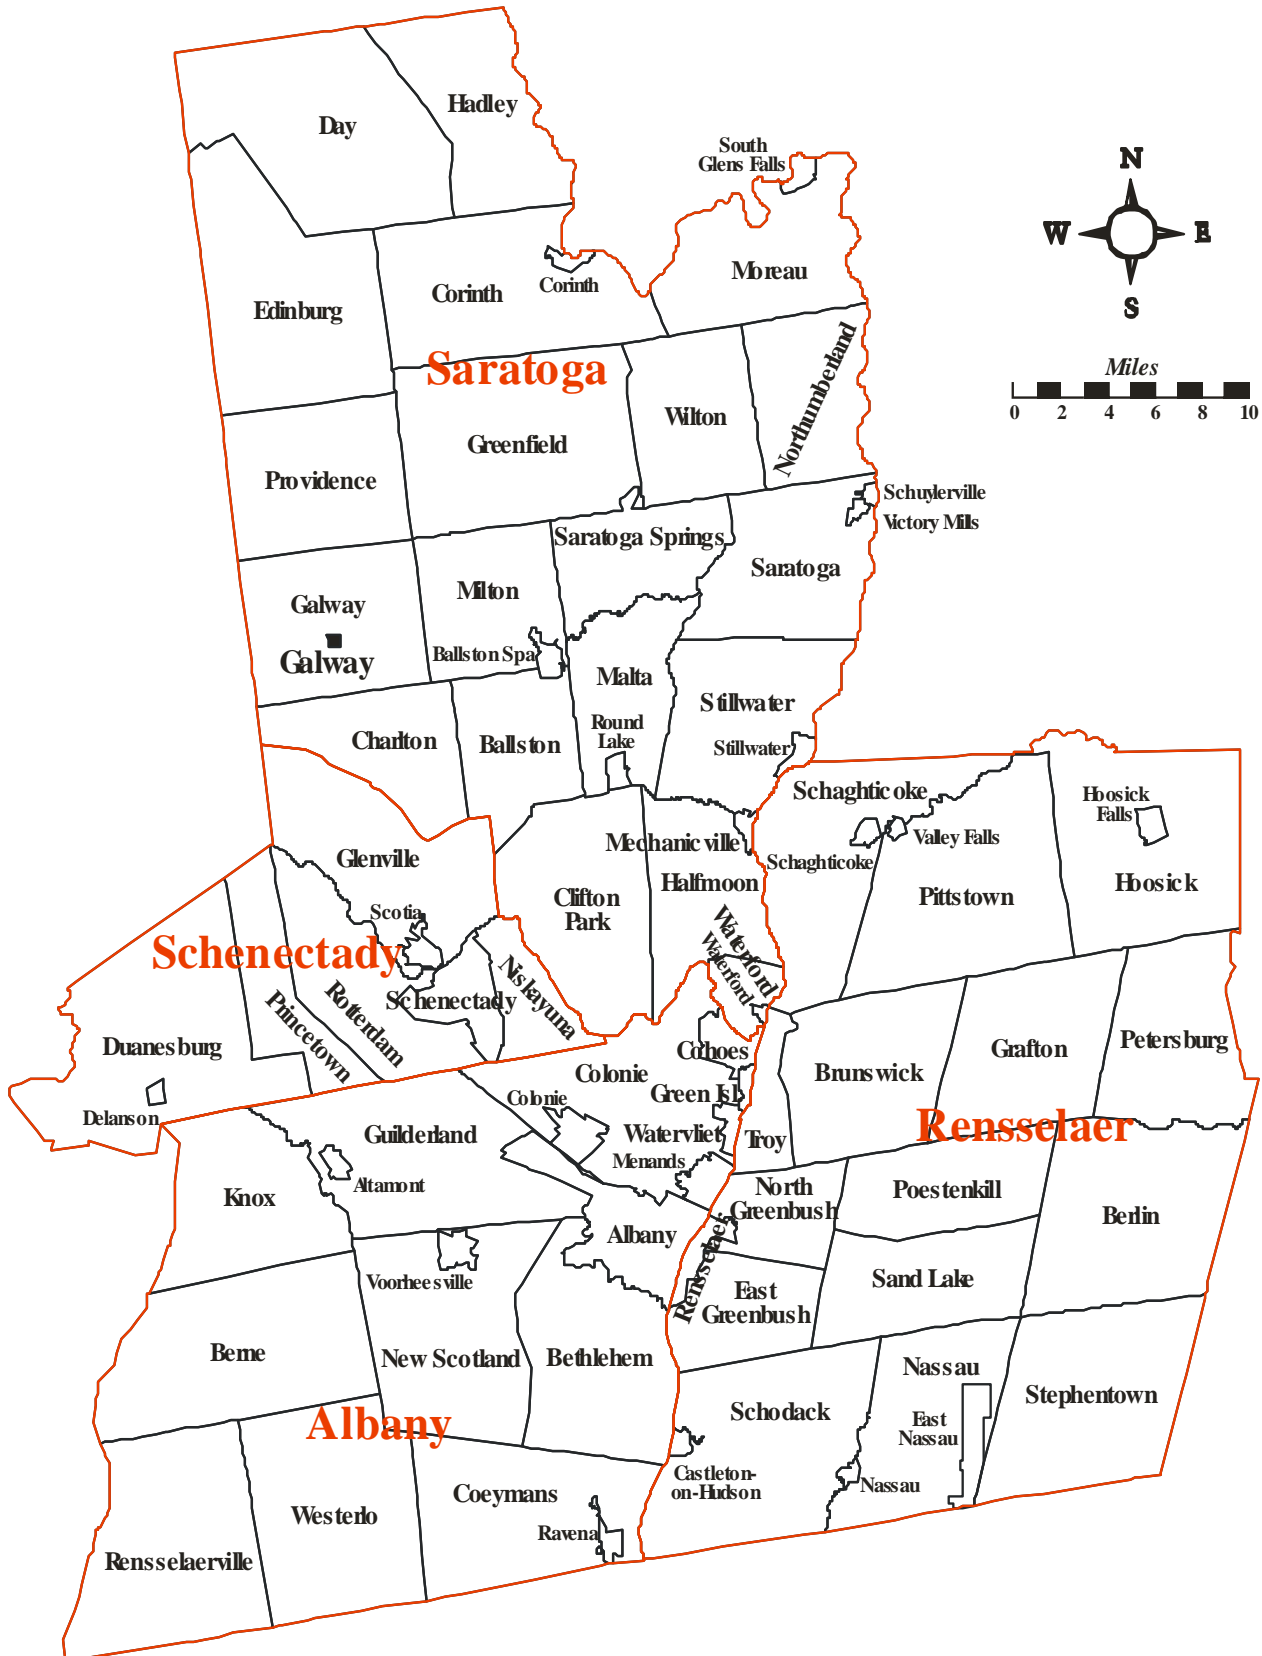 Hadley
Day
South
Glens Falls
N
W
E
S
Moreau
Corinth
Corinth
Edinburg
Miles
0 2 4 6 8 10
Saratoga
Northumberland
Wilton
Greenfield
Providence
Schuylerville
Victory Mills
Saratoga Springs
Saratoga
Milton
Galway
Galway
Ballston Spa
Malta
Stillwater
Round
Lake
Charlton
Ballston
Stillwater
Schaghticoke
Hoosick
Falls
Valley Falls
Mechanicville
Schaghticoke
Glenville
Halfmoon
Hoosick
Pittstown
Clifton
Park
Scotia
Waterford
Waterford
Schenectady
Niskayuna
Schenectady
Rotterdam
Princetown
Duanesburg
Cohoes
Grafton
Petersburg
Colonie
Brunswick
Green Isl.
Colonie
Delanson
Rensselaer
Guilderland
Watervliet
Troy
Menands
Altamont
Knox
North
Greenbush
Poestenkill
Berlin
Albany
Rensselaer
Voorheesville
Sand Lake
East
Greenbush
Berne
New Scotland
Bethlehem
Nassau
Stephentown
Albany
Schodack
East
Nassau
Castleton-
on-Hudson
Nassau
Coeymans
Westerlo
Ravena
Rensselaerville